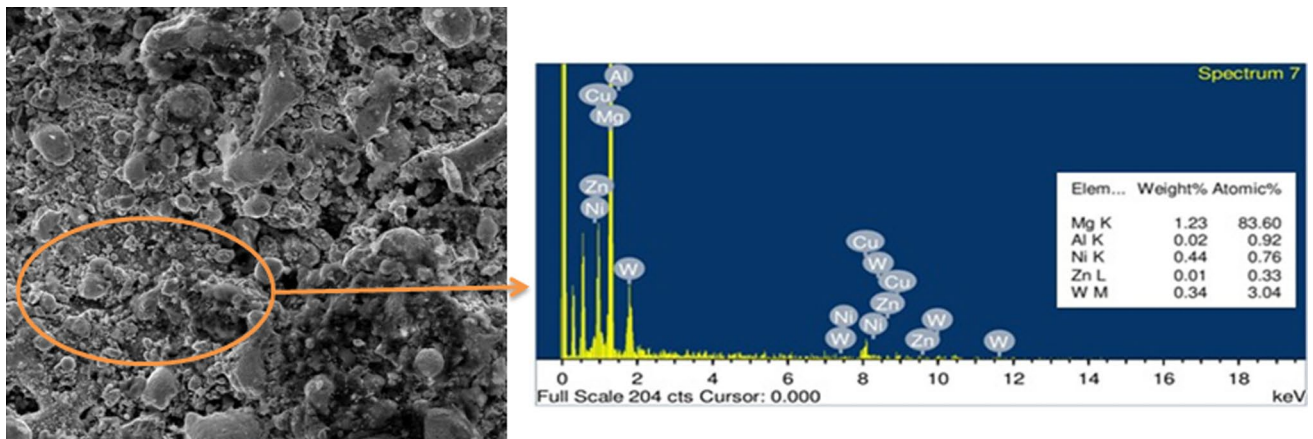 Spectrum 7
Al
Cu
Mg
Zn
Ni
W
Cu
W
Cu
Zn
Ni
Ni
W
W
Zn
W
Elem... Weight% Atomic%
Mg K 1.23 83.60
Al K 0.02 0.92
Ni K 0.44 0.76
Zn L 0.01 0.33
W M 0.34 3.04
0 2 4 6 8 10 12 14 16 18
Full Scale 204 cts Cursor: 0.000 keV